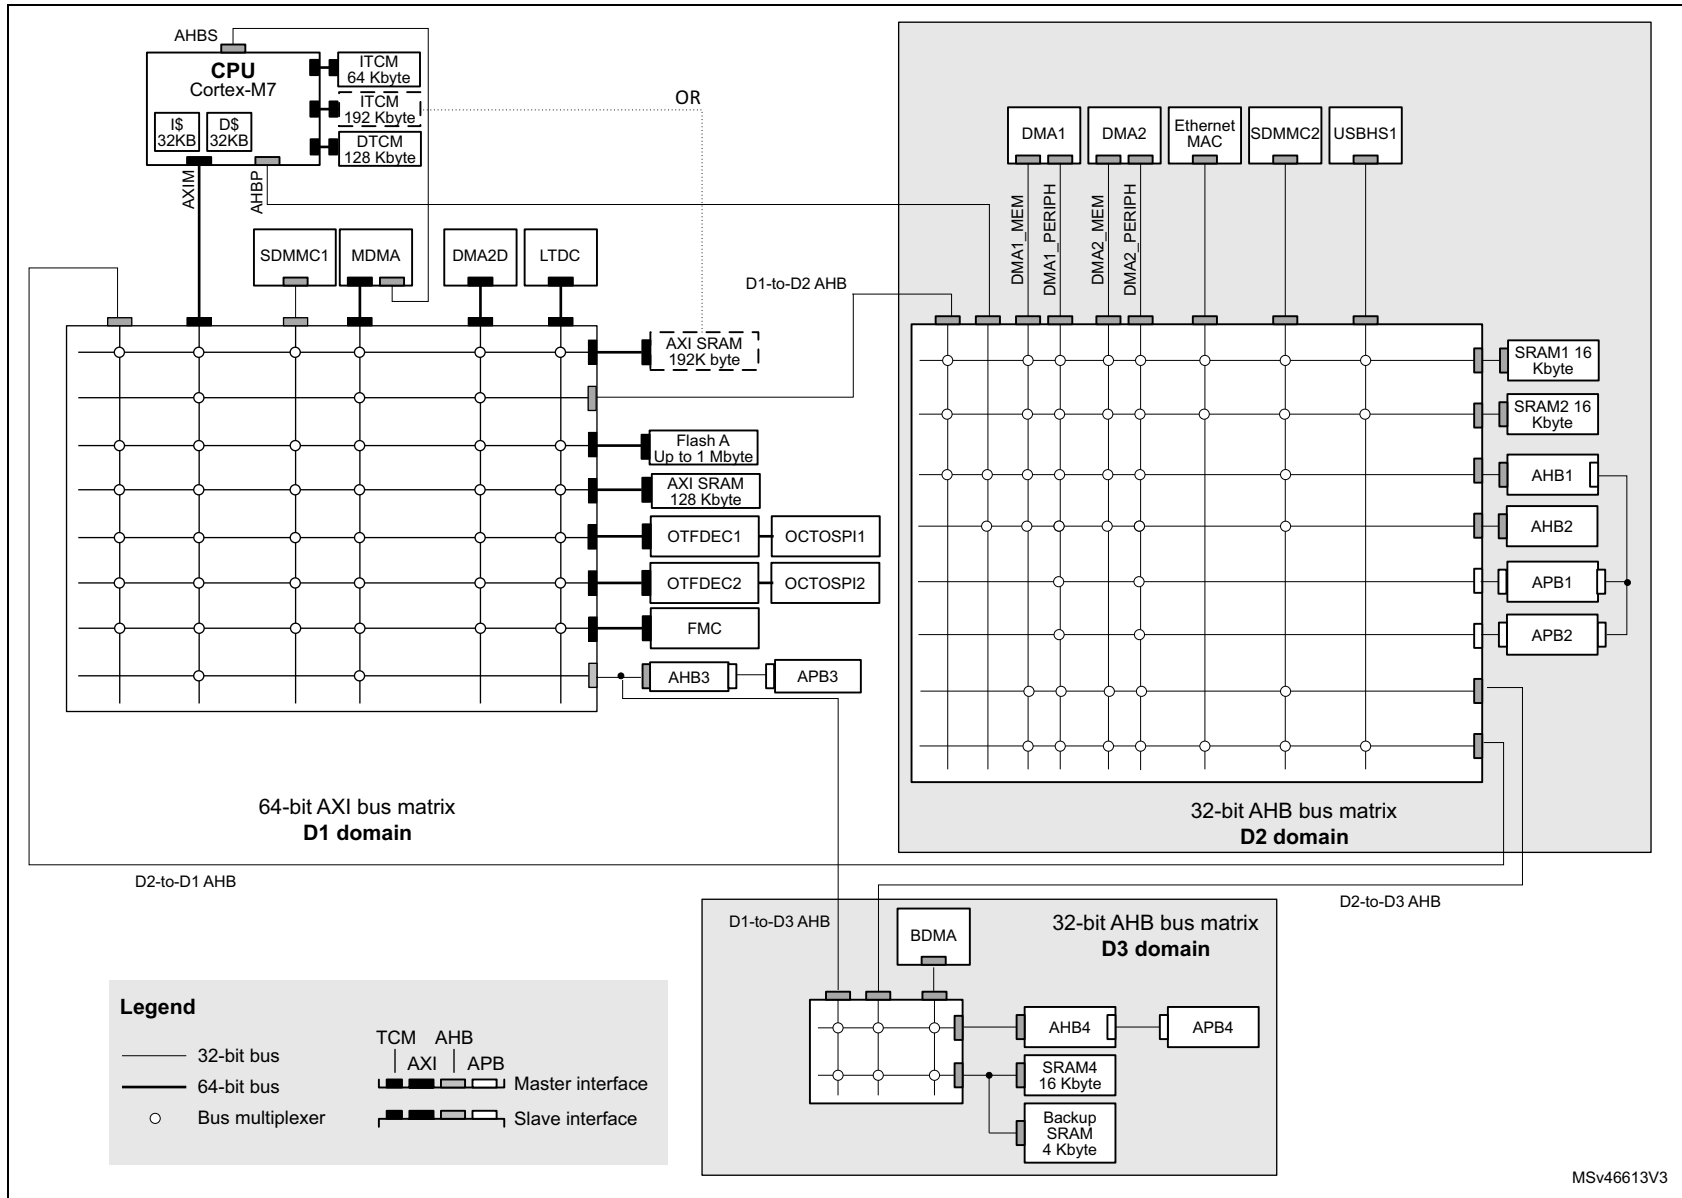 AHBS
CPU
Cortex-M7
I$
32KB
D$
32KB
ITCM
64 Kbyte
ITCM
192 Kbyte
DTCM
128 Kbyte
OR
AXIM
AHBP
SDMMC1
MDMA
DMA2D
LTDC
D1-to-D2 AHB
AXI SRAM
192K byte
Flash A
Up to 1 Mbyte
AXI SRAM
128 Kbyte
OTFDEC1
OCTOSPI1
OTFDEC2
OCTOSPI2
FMC
AHB3
APB3
64-bit AXI bus matrix
D1 domain
DMA1
DMA2
Ethernet
MAC
SDMMC2
USBHS1
DMA1_MEM
DMA1_PERIPH
DMA2_MEM
DMA2_PERIPH
SRAM1 16
Kbyte
SRAM2 16
Kbyte
AHB1
AHB2
APB1
APB2
32-bit AHB bus matrix
D2 domain
D2-to-D1 AHB
D2-to-D3 AHB
D1-to-D3 AHB
BDMA
32-bit AHB bus matrix
D3 domain
AHB4
APB4
SRAM4
16 Kbyte
Backup
SRAM
4 Kbyte
Legend
32-bit bus
64-bit bus
Bus multiplexer
TCM
AHB
AXI
APB
Master interface
Slave interface
MSv46613V3